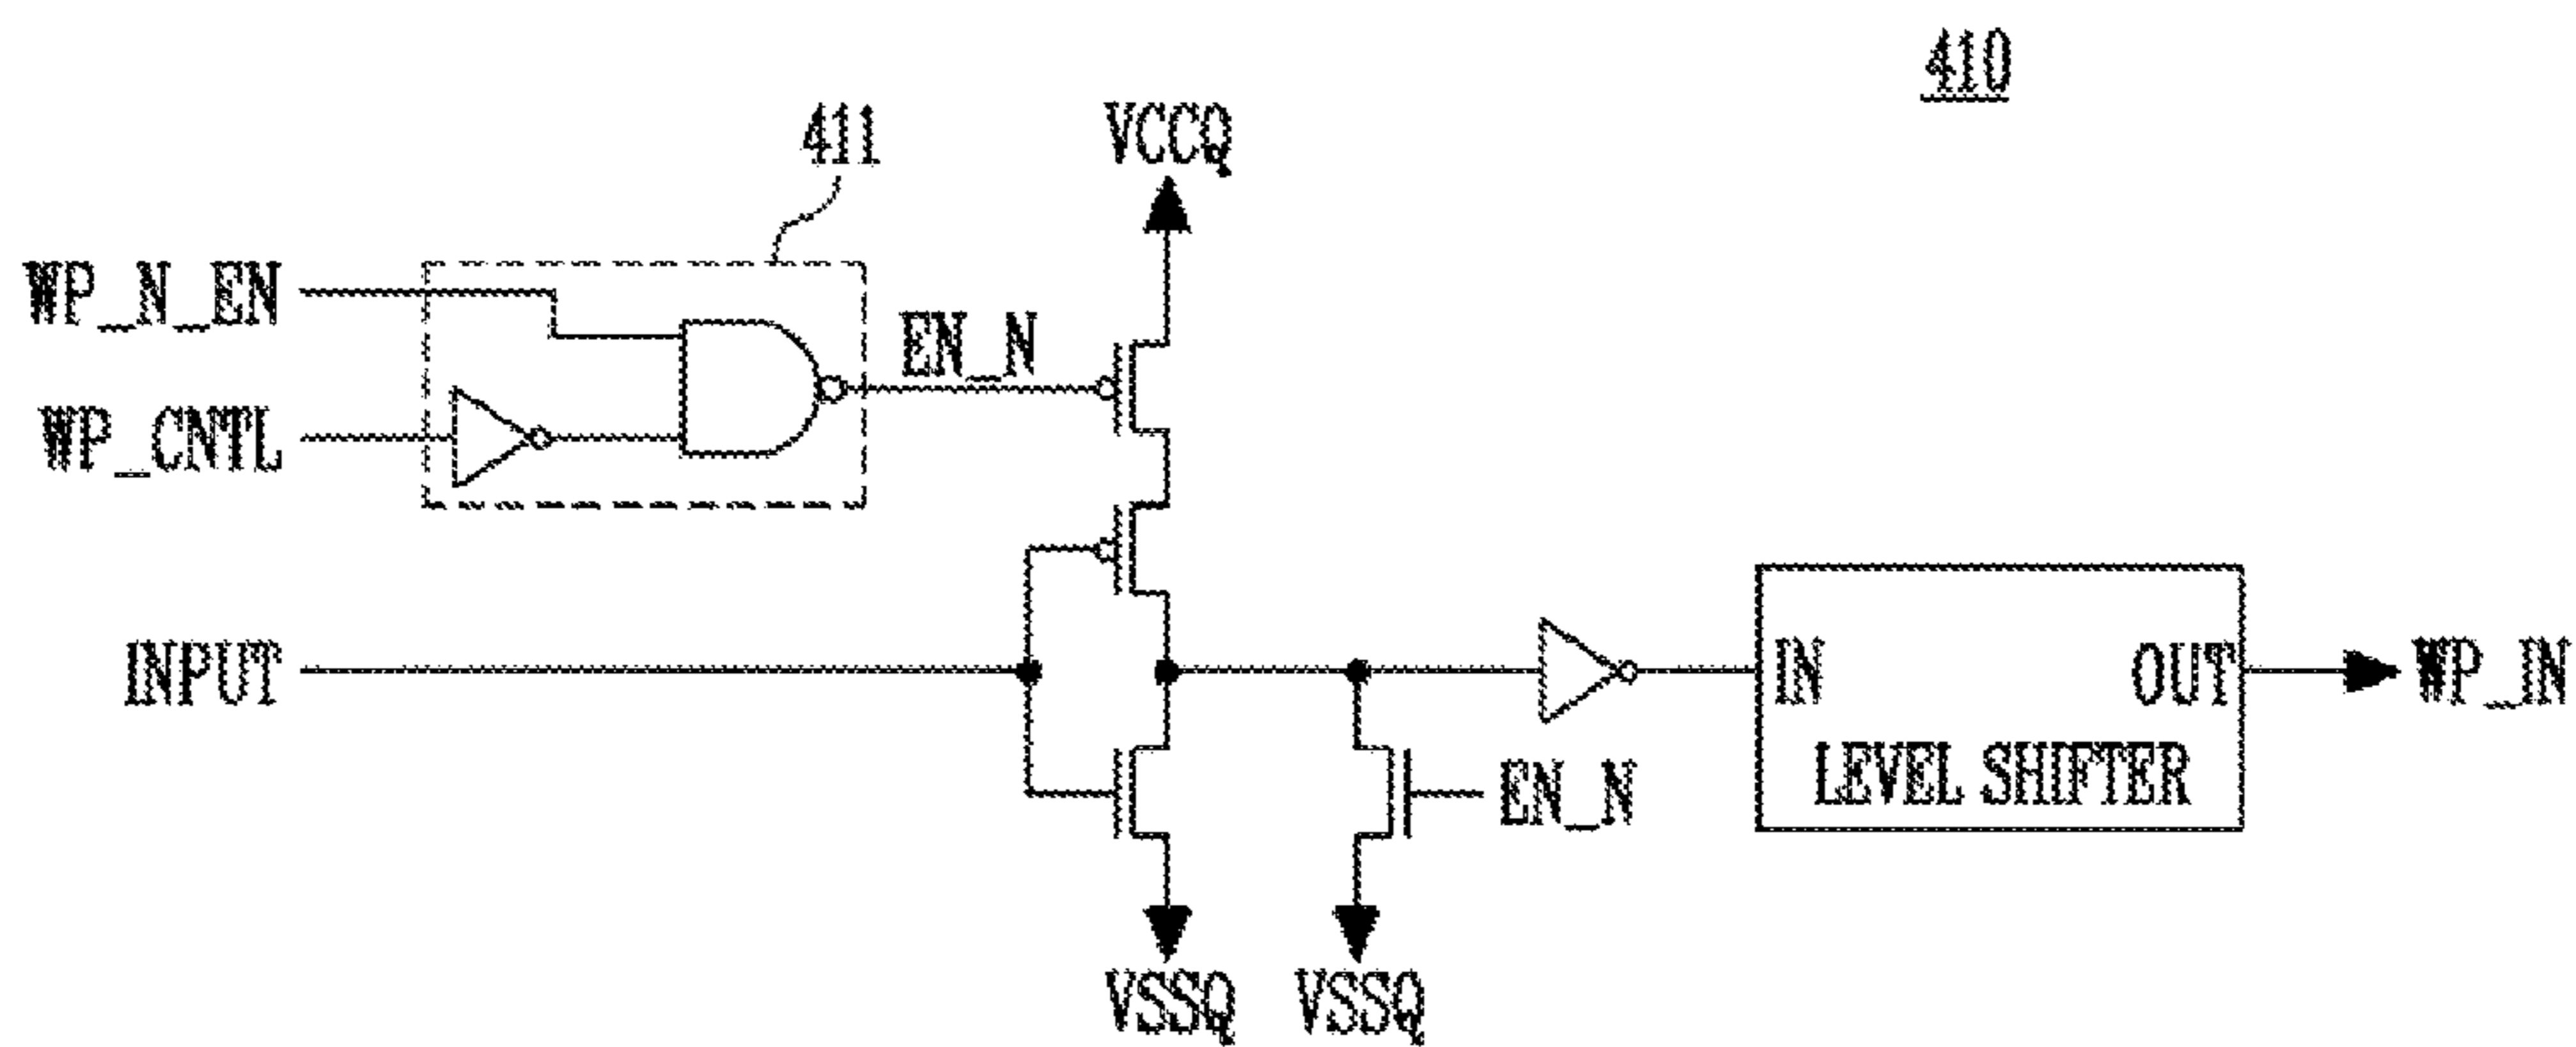 410
411
VCCQ
WP_N_EN
EN_N
WP_CNTL
INPUT
IN
OUT
WP_IN
LEVEL SHIFTER
EN_N
VSSQ
VSSQ